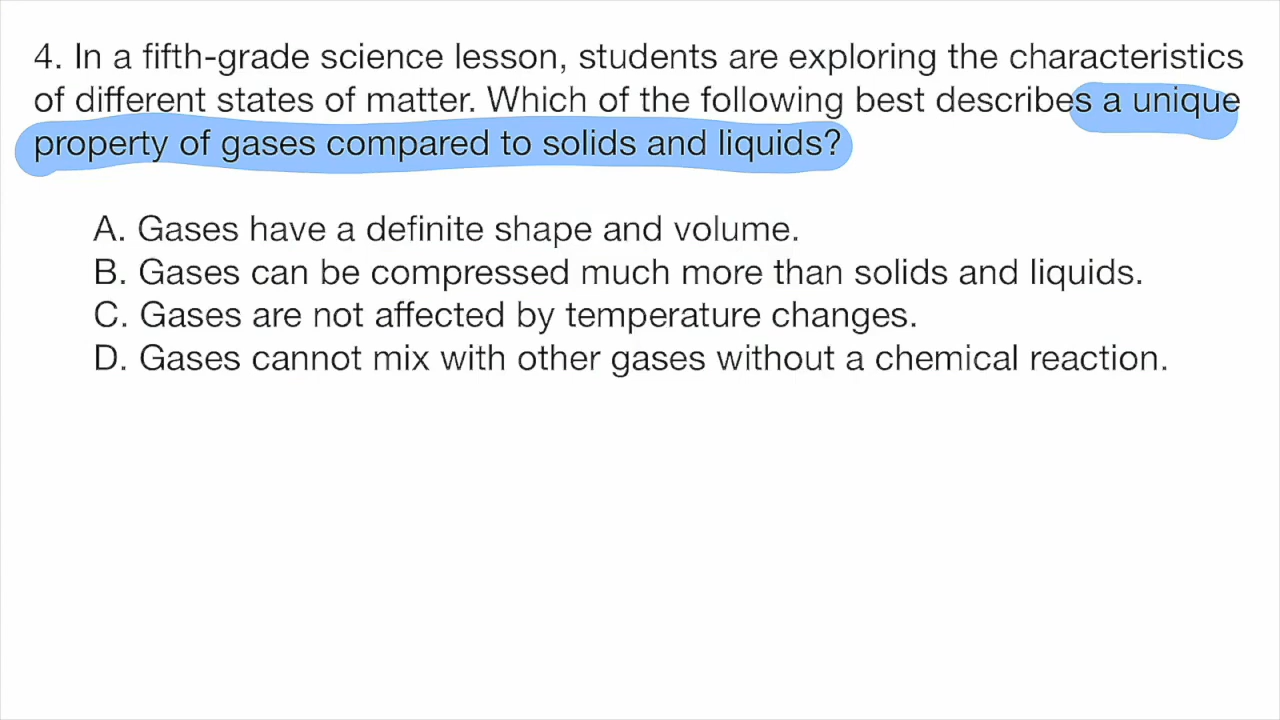 4. In a fifth-grade science lesson, students are exploring the characteristics
of different states of matter. Which of the following best describes a unique
property of gases compared to solids and liquids?
A. Gases have a definite shape and volume.
B. Gases can be compressed much more than solids and liquids.
C. Gases are not affected by temperature changes.
D. Gases cannot mix with other gases without a chemical reaction.